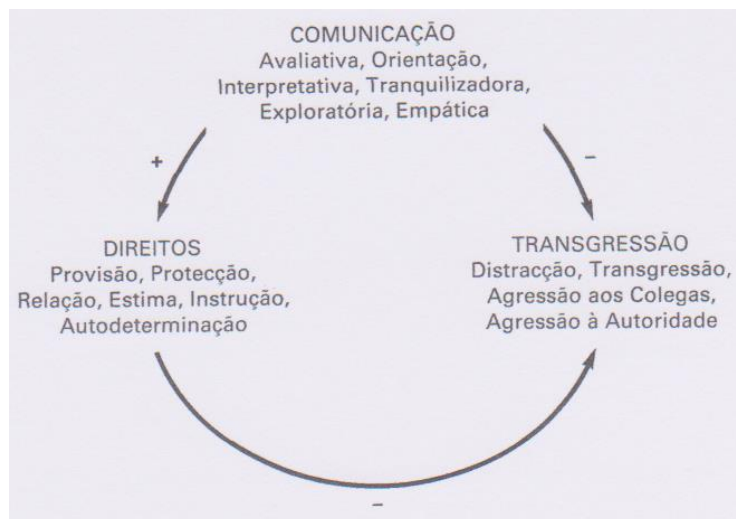 COMUNICAÇÃO
Avaliativa, Orientação,
Interpretativa, Tranquilizadora,
Exploratória, Empática
+
−
DIREITOS
Provisão, Protecção,
Relação, Estima, Instrução,
Autodeterminação
TRANSGRESSÃO
Distracção, Transgressão,
Agressão aos Colegas,
Agressão à Autoridade
−